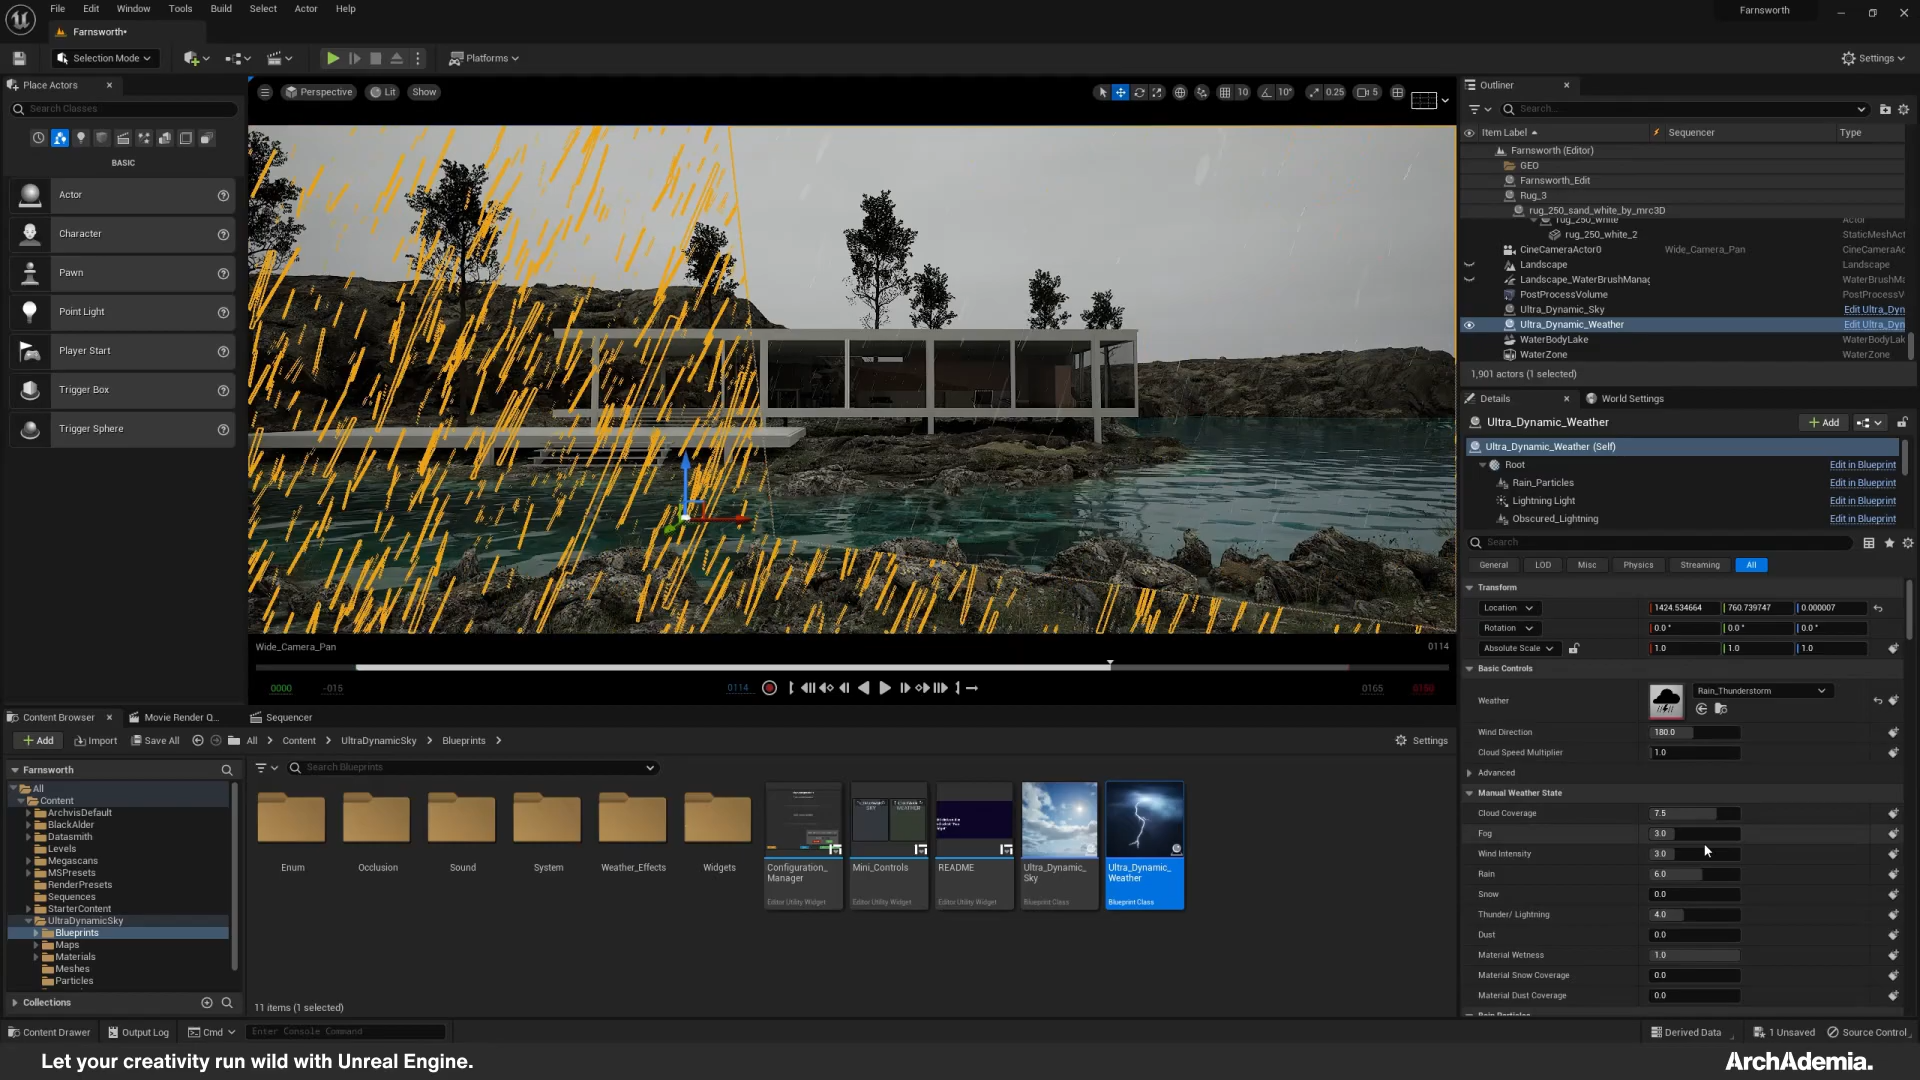 File Edit Window Tools Build Select Actor Help
Farnsworth
Farnsworth*
Selection Mode
Platforms
Settings
Place Actors
Search Classes
BASIC
Actor
Character
Pawn
Point Light
Player Start
Trigger Box
Trigger Sphere
Perspective Lit Show
10 10° 0.25 5
Wide_Camera_Pan
0114
0000 -015 0114 0165 0150
Outliner
Search...
Item Label Sequencer Type
Farnsworth (Editor)
GEO
Farnsworth_Edit
Rug_3
rug_250_sand_white_by_mrc3D
rug_250_white Actor
rug_250_white_2 StaticMeshAct
CineCameraActor0 Wide_Camera_Pan CineCameraAc
Landscape Landscape
Landscape_WaterBrushManag WaterBrushMa
PostProcessVolume PostProcessV
Ultra_Dynamic_Sky Edit Ultra_Dyn
Ultra_Dynamic_Weather Edit Ultra_Dyn
WaterBodyLake WaterBodyLak
WaterZone WaterZone
1,901 actors (1 selected)
Details World Settings
Ultra_Dynamic_Weather
Add
Ultra_Dynamic_Weather (Self)
Root Edit in Blueprint
Rain_Particles Edit in Blueprint
Lightning Light Edit in Blueprint
Obscured_Lightning Edit in Blueprint
Search
General LOD Misc Physics Streaming All
Transform
Location 1424.534664 760.739747 0.000007
Rotation 0.0° 0.0° 0.0°
Absolute Scale 1.0 1.0 1.0
Basic Controls
Weather Rain_Thunderstorm
Wind Direction 180.0
Cloud Speed Multiplier 1.0
Advanced
Manual Weather State
Cloud Coverage 7.5
Fog 3.0
Wind Intensity 3.0
Rain 6.0
Snow 0.0
Thunder/ Lightning 4.0
Dust 0.0
Material Wetness 1.0
Material Snow Coverage 0.0
Material Dust Coverage 0.0
Rain Particles
Content Browser Movie Render Q... Sequencer
Add Import Save All All Content UltraDynamicSky Blueprints Settings
Farnsworth
All
Content
ArchvisDefault
BlackAlder
Datasmith
Levels
Megascans
MSPresets
RenderPresets
Sequences
StarterContent
UltraDynamicSky
Blueprints
Maps
Materials
Meshes
Particles
Collections
Search Blueprints
Enum Occlusion Sound System Weather_Effects Widgets
Configuration_Manager
Editor Utility Widget
Mini_Controls
Editor Utility Widget
README
Editor Utility Widget
Ultra_Dynamic_Sky
Blueprint Class
Ultra_Dynamic_Weather
Blueprint Class
11 items (1 selected)
Content Drawer Output Log Cmd Enter Console Command Derived Data 1 Unsaved Source Control
Let your creativity run wild with Unreal Engine.
ArchAdemia.